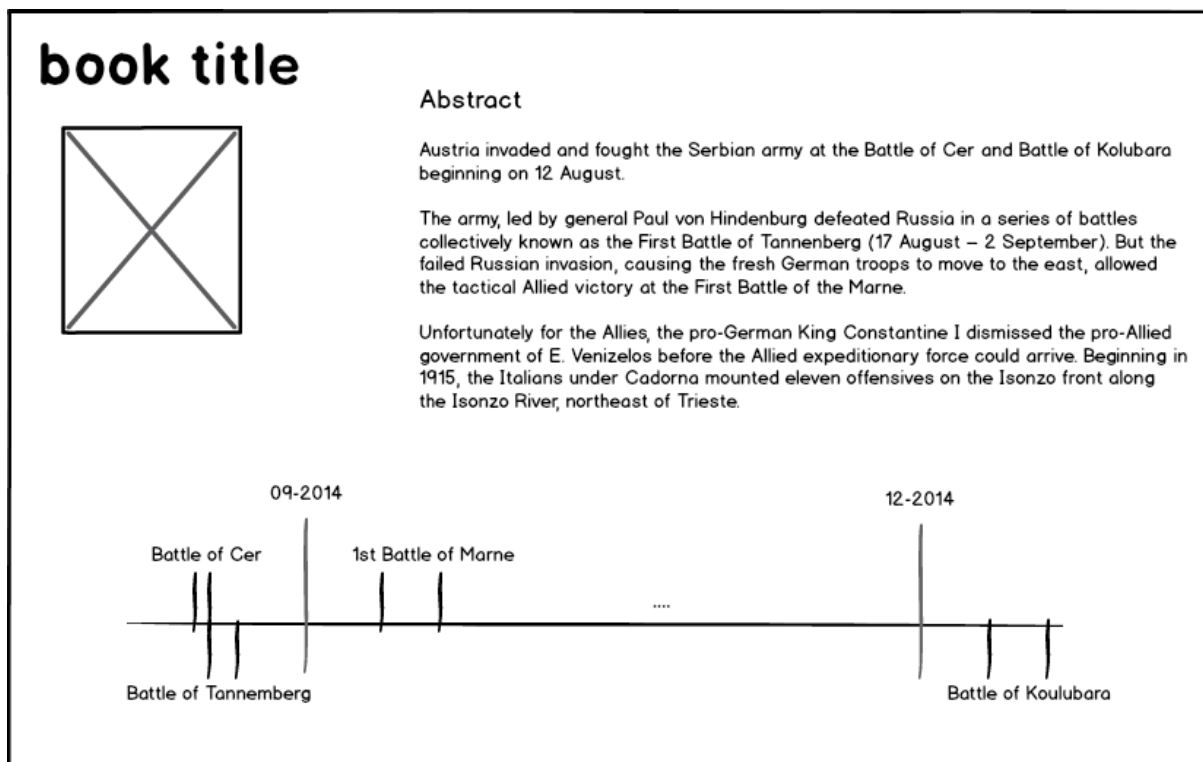 book title
Abstract
Austria invaded and fought the Serbian army at the Battle of Cer and Battle of Kolubara
beginning on 12 August.
The army, led by general Paul von Hindenburg defeated Russia in a series of battles
collectively known as the First Battle of Tannenberg (17 August – 2 September). But the
failed Russian invasion, causing the fresh German troops to move to the east, allowed
the tactical Allied victory at the First Battle of the Marne.
Unfortunately for the Allies, the pro-German King Constantine I dismissed the pro-Allied
government of E. Venizelos before the Allied expeditionary force could arrive. Beginning in
1915, the Italians under Cadorna mounted eleven offensives on the Isonzo front along
the Isonzo River, northeast of Trieste.
09-2014
12-2014
Battle of Cer
1st Battle of Marne
....
Battle of Tannemberg
Battle of Koulubara